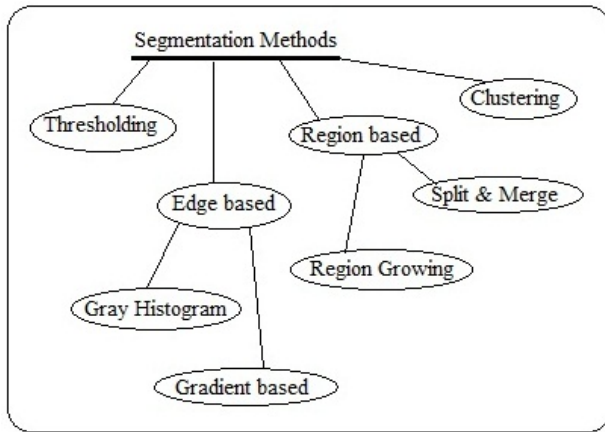 Segmentation Methods
Thresholding
Clustering
Region based
Split & Merge
Edge based
Region Growing
Gray Histogram
Gradient based